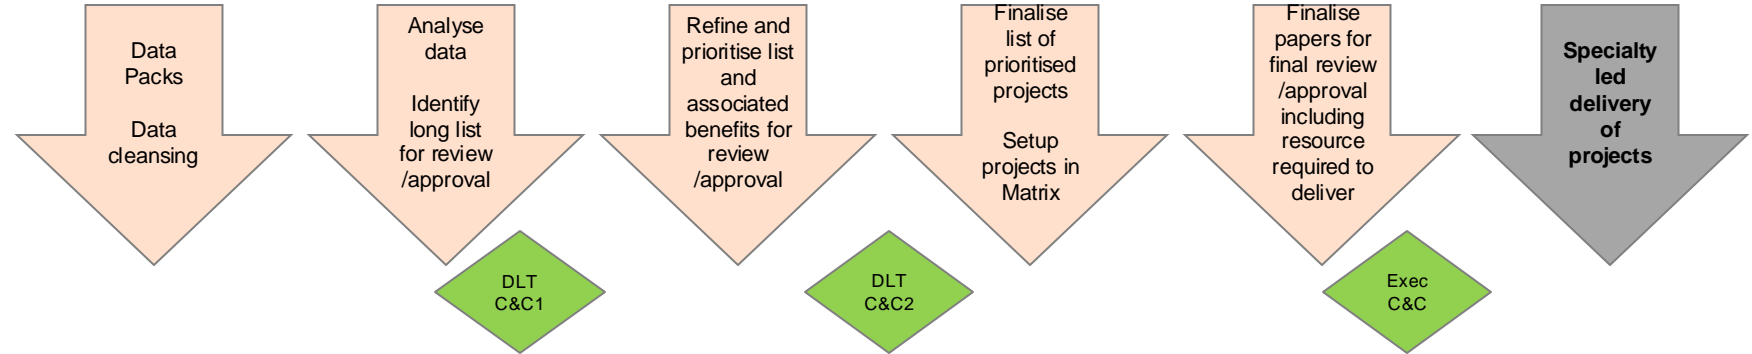 Data
Packs
Data
cleansing
Analyse
data
Identify
long list
for review
/approval
Refine and
prioritise list
and
associated
benefits for
review
/approval
Finalise
list of
prioritised
projects
Setup
projects in
Matrix
Finalise
papers for
final review
/approval
including
resource
required to
deliver
Specialty
led
delivery
of
projects
DLT
C&C1
DLT
C&C2
Exec
C&C